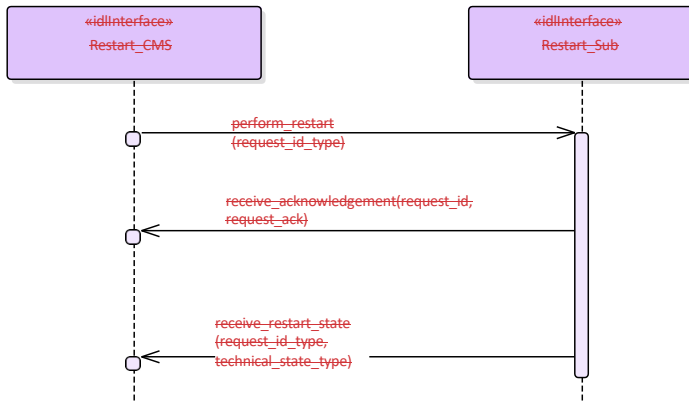 «idlInterface»
Restart_CMS
«idlInterface»
Restart_Sub
perform_restart
(request_id_type)
receive_acknowledgement(request_id,
request_ack)
receive_restart_state
(request_id_type,
technical_state_type)